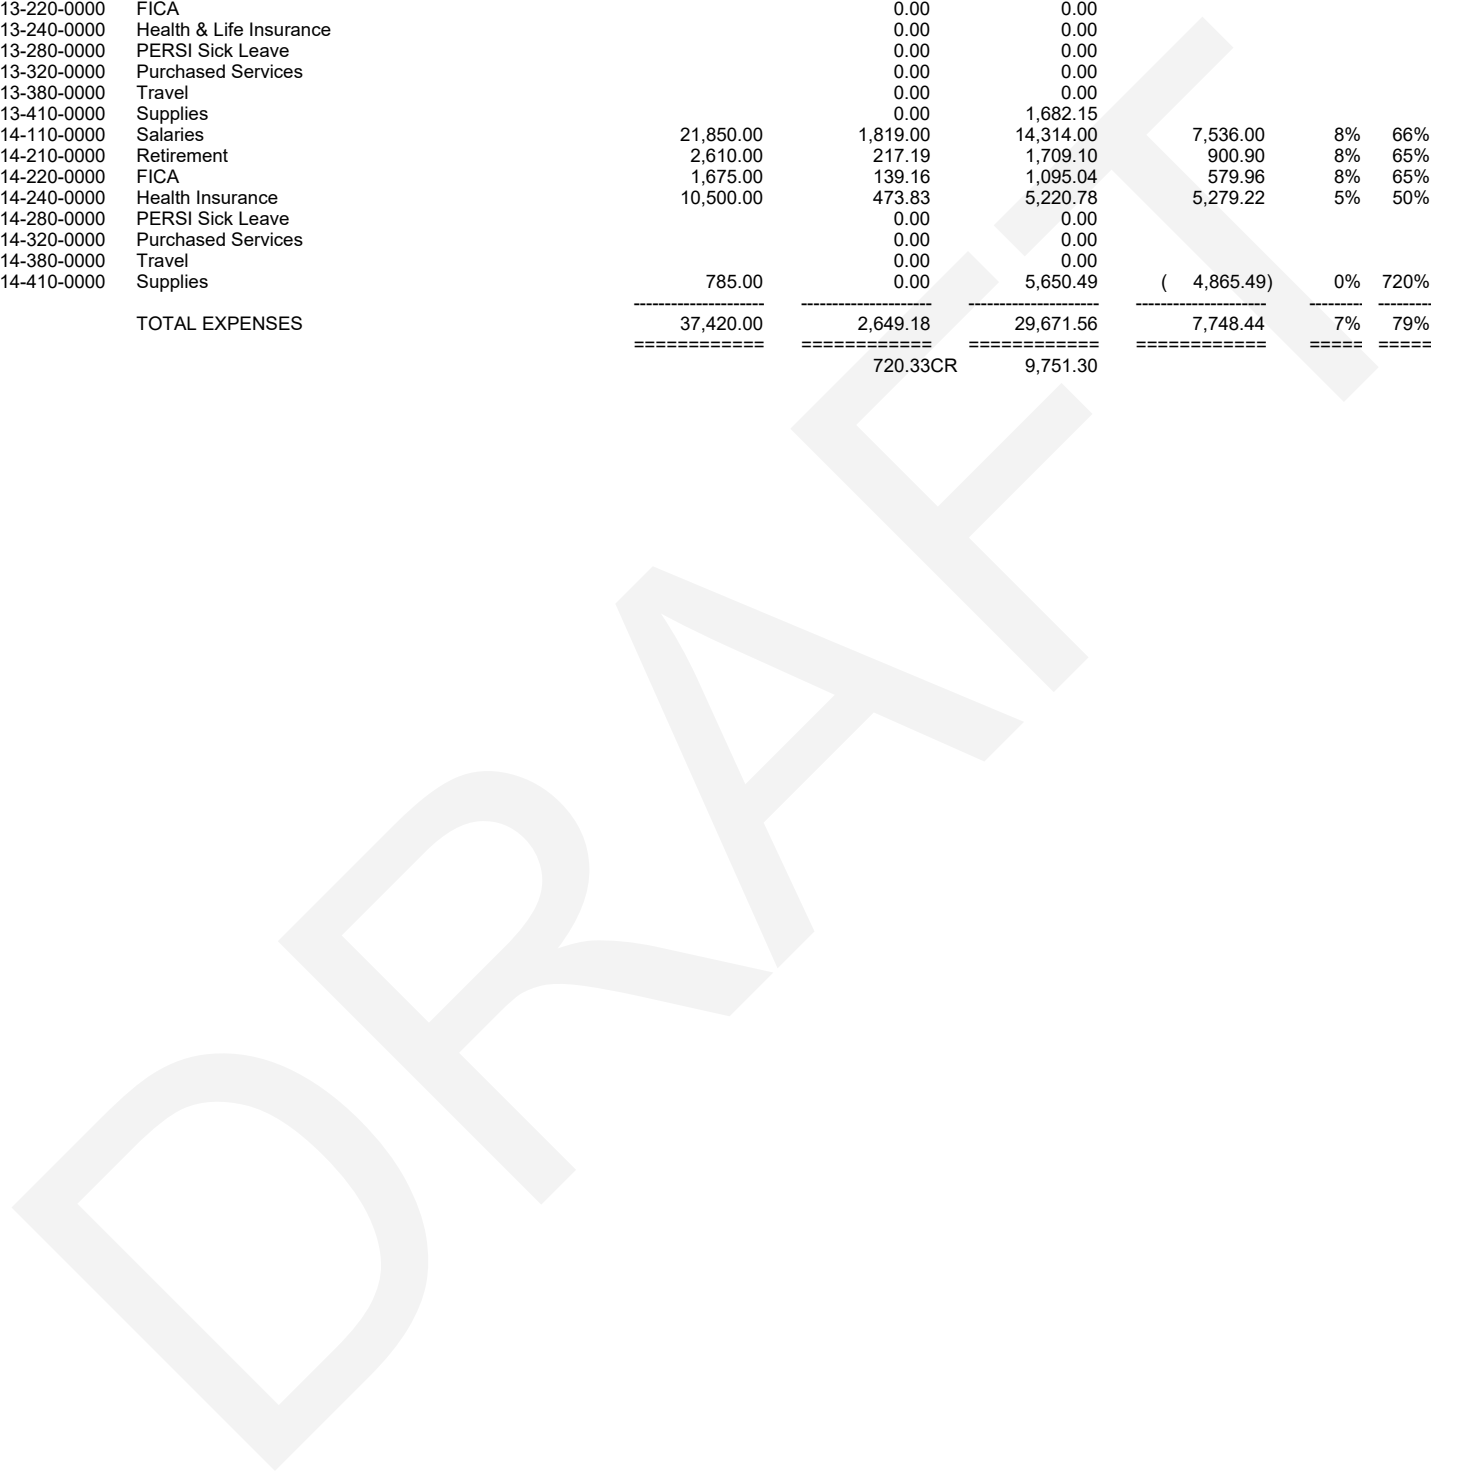 13-220-0000 FICA 0.00 0.00
13-240-0000 Health & Life Insurance 0.00 0.00
13-280-0000 PERSI Sick Leave 0.00 0.00
13-320-0000 Purchased Services 0.00 0.00
13-380-0000 Travel 0.00 0.00
13-410-0000 Supplies 0.00 1,682.15
14-110-0000 Salaries 21,850.00 1,819.00 14,314.00 7,536.00 8% 66%
14-210-0000 Retirement 2,610.00 217.19 1,709.10 900.90 8% 65%
14-220-0000 FICA 1,675.00 139.16 1,095.04 579.96 8% 65%
14-240-0000 Health Insurance 10,500.00 473.83 5,220.78 5,279.22 5% 50%
14-280-0000 PERSI Sick Leave 0.00 0.00
14-320-0000 Purchased Services 0.00 0.00
14-380-0000 Travel 0.00 0.00
14-410-0000 Supplies 785.00 0.00 5,650.49 ( 4,865.49) 0% 720%
--------------------- --------------------- --------------------- --------------------- -------- --------
TOTAL EXPENSES 37,420.00 2,649.18 29,671.56 7,748.44 7% 79%
============ ============ ============ ============ ===== =====
720.33CR 9,751.30
DRAFT